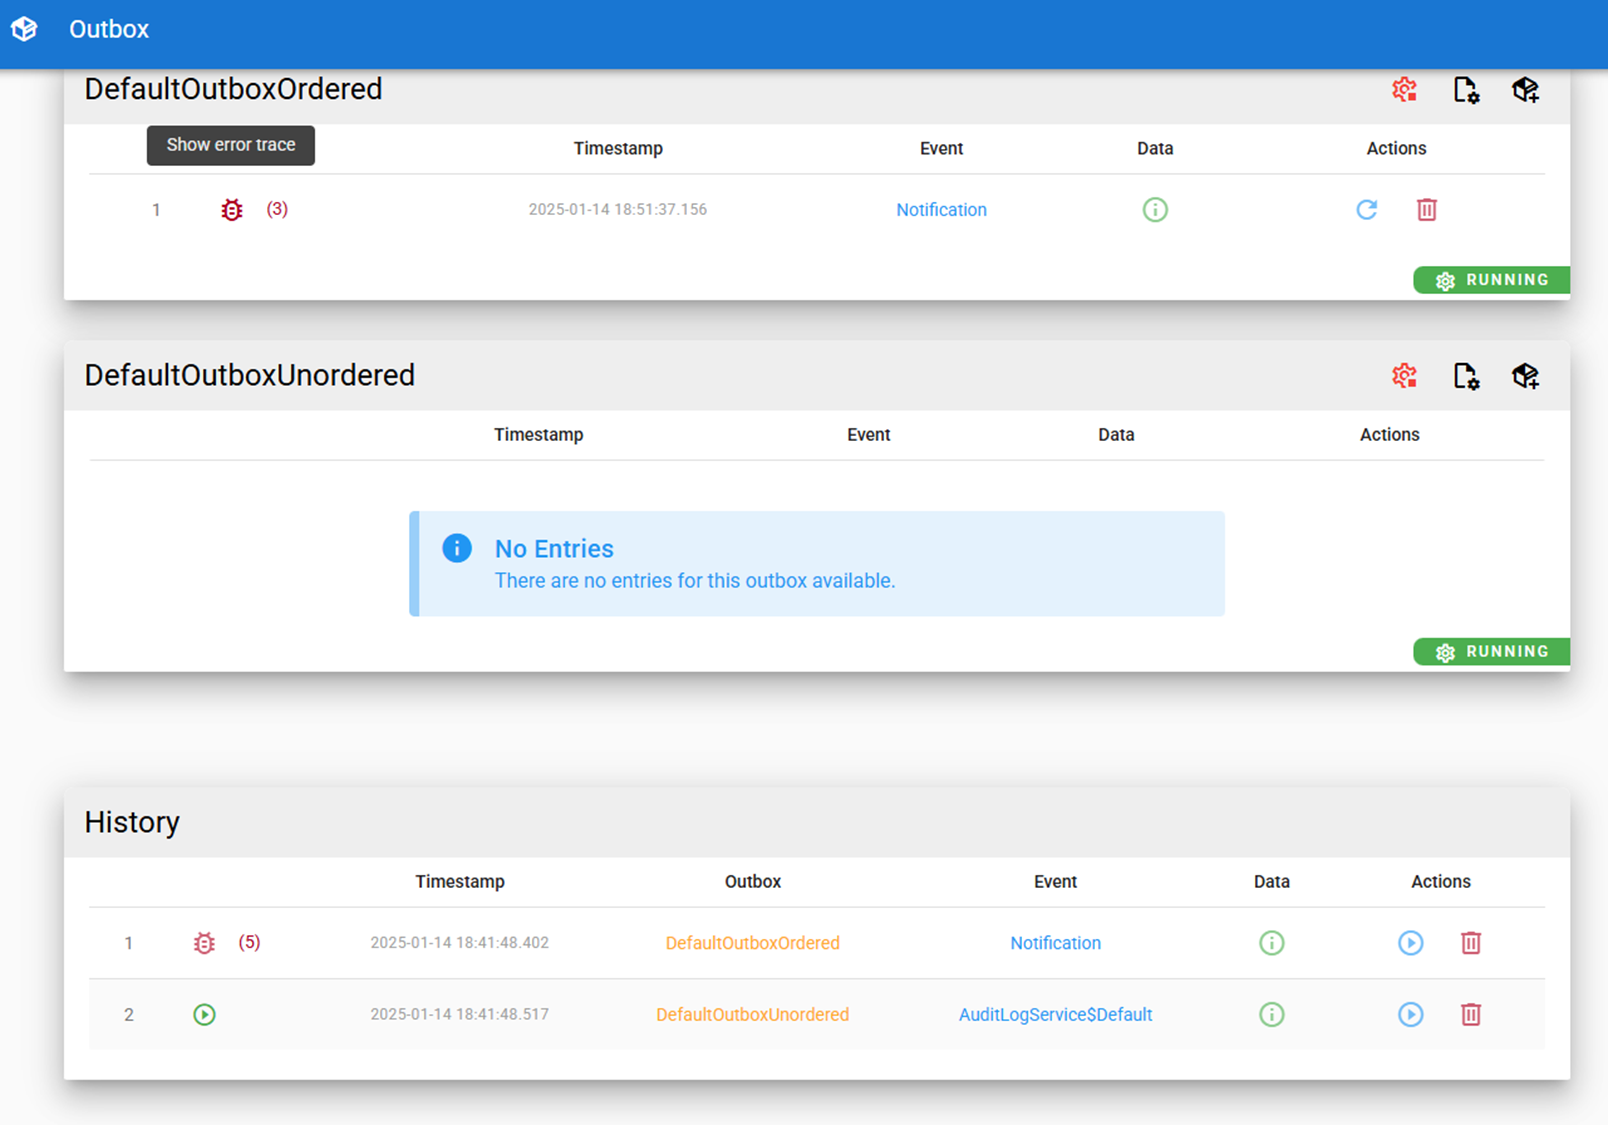 Outbox
DefaultOutboxOrdered
Show error trace Timestamp Event Data Actions
1 (3) 2025-01-14 18:51:37.156 Notification
RUNNING
DefaultOutboxUnordered
Timestamp Event Data Actions
No Entries
There are no entries for this outbox available.
RUNNING
History
Timestamp Outbox Event Data Actions
1 (5) 2025-01-14 18:41:48.402 DefaultOutboxOrdered Notification
2 2025-01-14 18:41:48.517 DefaultOutboxUnordered AuditLogService$Default